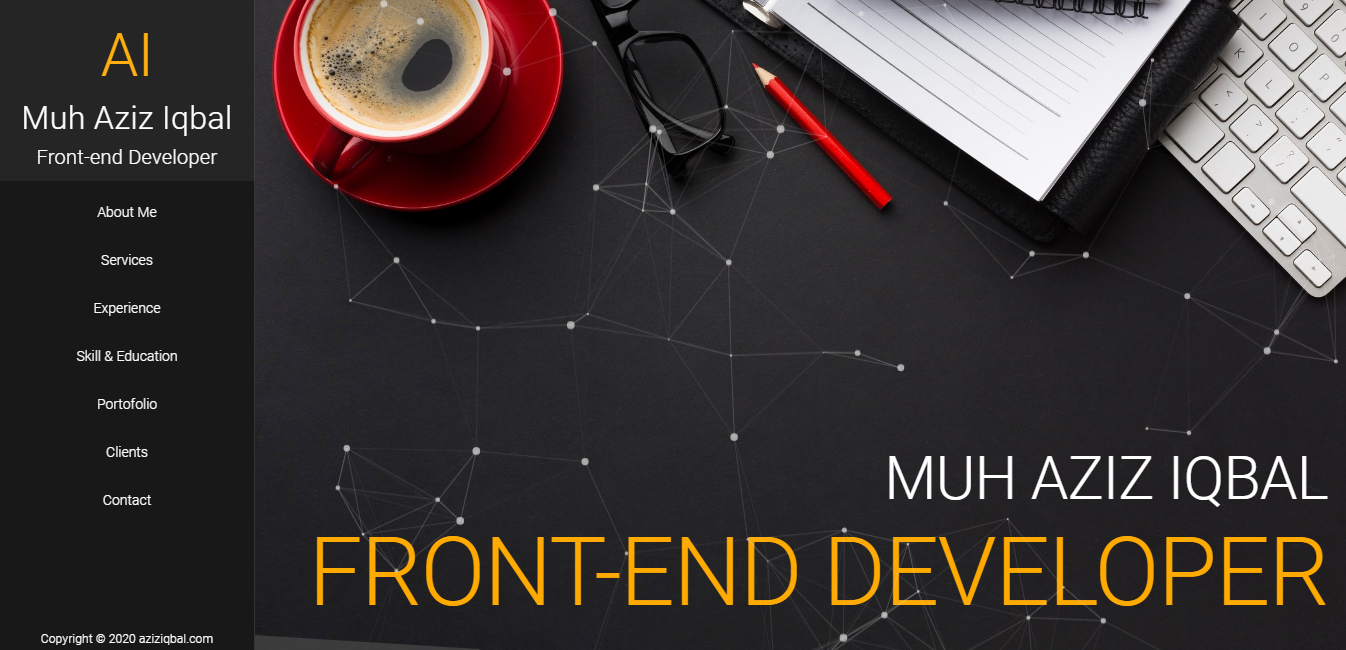 AI
Muh Aziz Iqbal
Front-end Developer
About Me
Services
Experience
Skill & Education
Portofolio
Clients
Contact
Copyright © 2020 aziziqbal.com
MUH AZIZ IQBAL
FRONT-END DEVELOPER